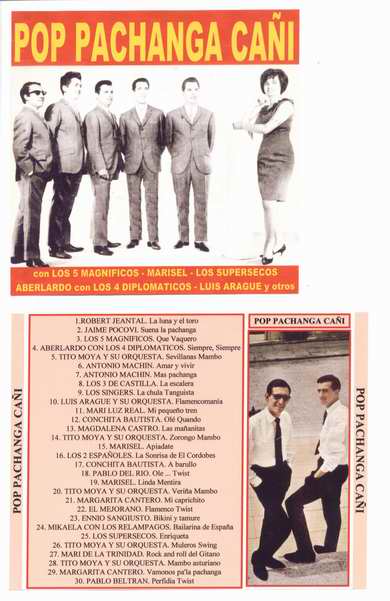 POP PACHANGA CAÑI
con LOS 5 MAGNIFICOS - MARISEL - LOS SUPERSECOS
ABERLARDO con LOS 4 DIPLOMATICOS - LUIS ARAGUE y otros
POP PACHANGA CAÑI
1.ROBERT JEANTAL. La luna y el toro
2. JAIME POCOVI. Suena la pachanga
3. LOS 5 MAGNIFICOS. Que Vaquero
4. ABERLARDO CON LOS 4 DIPLOMATICOS. Siempre, Siempre
5. TITO MOYA Y SU ORQUESTA. Sevillanas Mambo
6. ANTONIO MACHIN. Amar y vivir
7. ANTONIO MACHIN. Mas pachanga
8. LOS 3 DE CASTILLA. La escalera
9. LOS SINGERS. La chula Tanguista
10. LUIS ARAGUE Y SU ORQUESTA. Flamencomania
11. MARI LUZ REAL. Mi pequeño tren
12. CONCHITA BAUTISTA. Olé Quando
13. MAGDALENA CASTRO. Las mañanitas
14. TITO MOYA Y SU ORQUESTA. Zorongo Mambo
15. MARISEL. Apiadate
16. LOS 2 ESPAÑOLES. La Sonrisa de El Cordobes
17. CONCHITA BAUTISTA. A barullo
18. PABLO DEL RIO. Ole ... Twist
19. MARISEL. Linda Mentira
20. TITO MOYA Y SU ORQUESTA. Veriña Mambo
21. MARGARITA CANTERO. Mi caprichito
22. EL MEJORANO. Flamenco Twist
23. ENNIO SANGIUSTO. Bikini y tamure
24. MIKAELA CON LOS RELAMPAGOS. Bailarina de España
25. LOS SUPERSECOS. Enriqueta
26. TITO MOYA Y SU ORQUESTA. Muleros Swing
27. MARI DE LA TRINIDAD. Rock and roll del Gitano
28. TITO MOYA Y SU ORQUESTA. Mambo asturiano
29. MARGARITA CANTERO. Vamonos pa'la pachanga
30. PABLO BELTRAN. Perfidia Twist
POP PACHANGA CAÑI
POP PACHANGA CAÑI